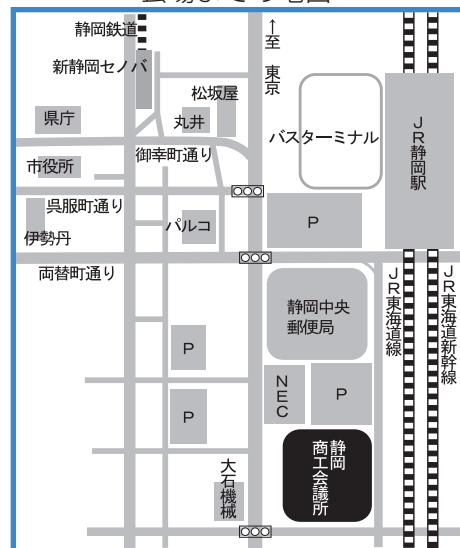 静岡鉄道
↑至 東京
新静岡セノバ
松坂屋
県庁
丸井
バスターミナル
JR静岡駅
市役所
御幸町通り
呉服町通り
パルコ
P
伊勢丹
両替町通り
JR東海道線
JR東海道新幹線
静岡中央
郵便局
P
NEC
P
P
静岡
商工会議所
大石機械